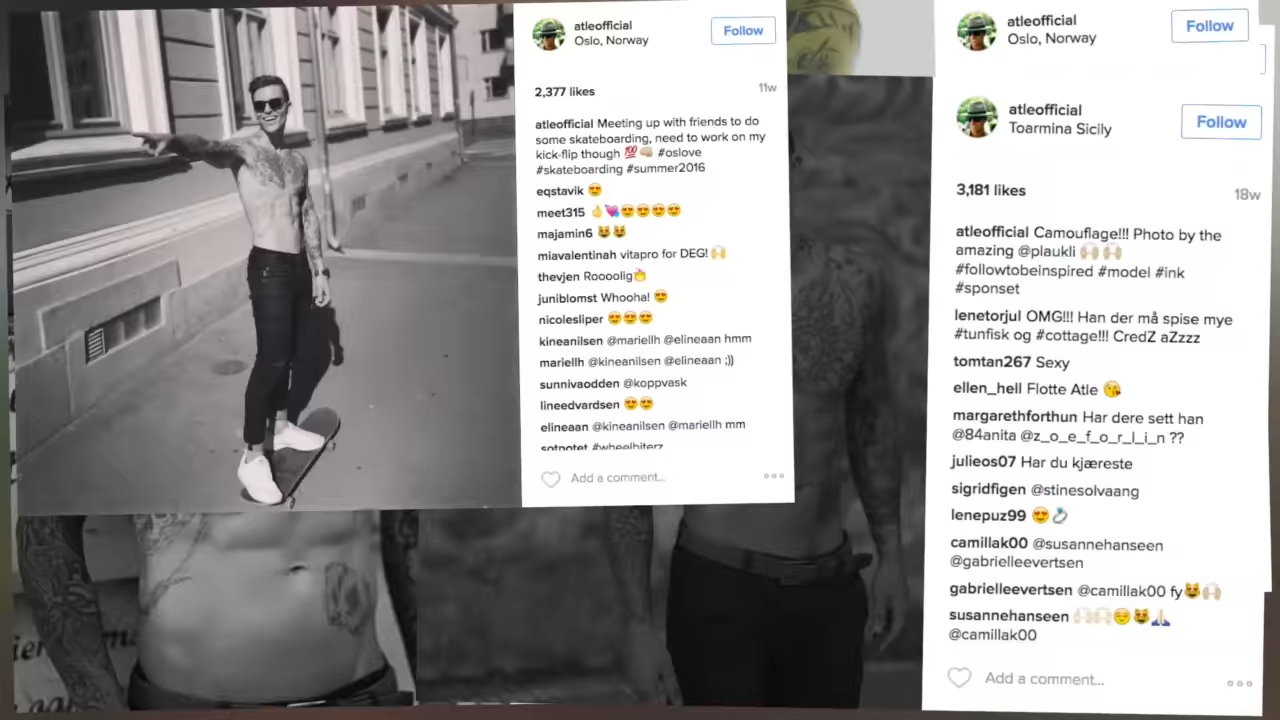 atleofficial
Oslo, Norway
Follow
2,377 likes
11w
atleofficial Meeting up with friends to do
some skateboarding, need to work on my
kick-flip though 💯👊🏼 #oslove
#skateboarding #summer2016
eqstavik 😍
meet315 👌💘😍😍😍😍
majamin6 😻😻
miavalentinah vitapro for DEG! 🙌🏼
thevjen Roooolig
juniblomst Whooha! 😍
nicolesliper 😍😍😍
kineanilsen @mariellh @elineaan hmm
mariellh @kineanilsen @elineaan ;))
sunnivaodden @koppvask
lineedvardsen 😍😍
elineaan @kineanilsen @mariellh mm
sotnotet #wheelbiterz
Add a comment...
atleofficial
Oslo, Norway
Follow
atleofficial
Taormina Sicily
Follow
3,181 likes
18w
atleofficial Camouflage!!! Photo by the
amazing @plaukli 🙌🏼🙌🏼
#followtobeinspired #model #ink
#sponset
lenetorjul OMG!!! Han der må spise mye
#tunfisk og #cottage!!! CredZ aZzzz
tomtan267 Sexy
ellen_hell Flotte Atle 😘
margarethforthun Har dere sett han
@84anita @z_o_e_f_o_r_l_i_n ??
julieos07 Har du kjæreste
sigridfigen @stinesolvaang
lenepuz99 😍💍
camillak00 @susannehanseen
@gabrielleevertsen
gabrielleevertsen @camillak00 fy😻🙌🏼
susannehanseen 🙌🏼🙌🏼😌😻🙏🏼
@camillak00
Add a comment...